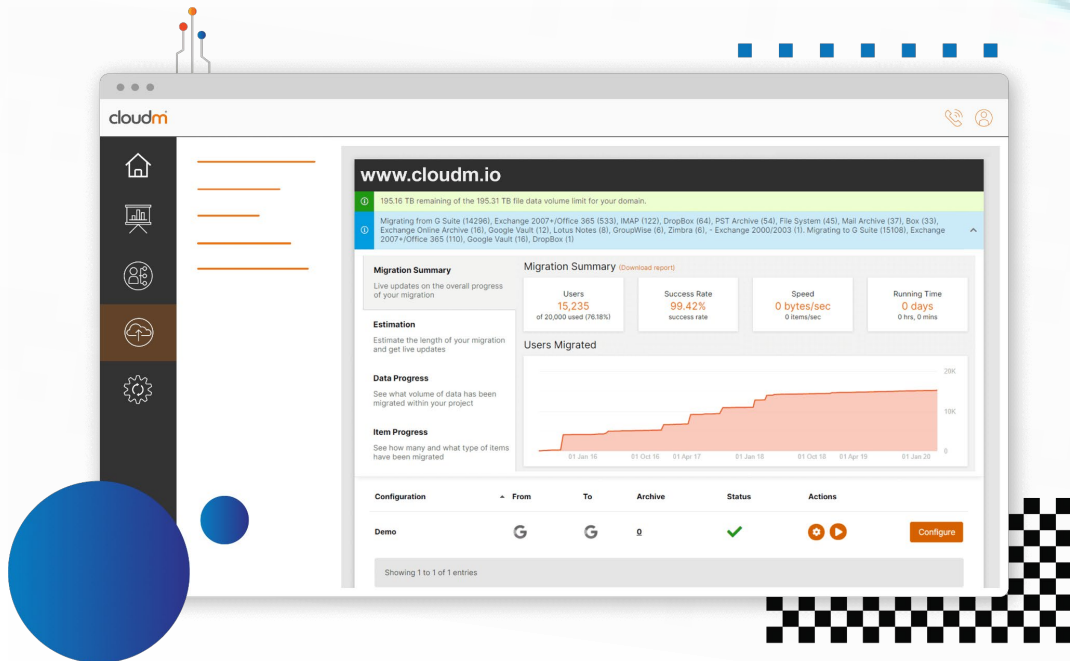 cloudm
www.cloudm.io
195.16 TB remaining of the 195.31 TB file data volume limit for your domain.
Migrating from G Suite (14296), Exchange 2007+/Office 365 (533), IMAP (122), DropBox (64), PST Archive (54), File System (45), Mail Archive (37), Box (33),
Exchange Online Archive (16), Google Vault (12), Lotus Notes (8), GroupWise (6), Zimbra (6), - Exchange 2000/2003 (1). Migrating to G Suite (15108), Exchange
2007+/Office 365 (110), Google Vault (16), DropBox (1)
Migration Summary
Live updates on the overall progress
of your migration
Estimation
Estimate the length of your migration
and get live updates
Data Progress
See what volume of data has been
migrated within your project
Item Progress
See how many and what type of items
have been migrated
Migration Summary (Download report)
Users
15,235
of 20,000 used (76.18%)
Success Rate
99.42%
success rate
Speed
0 bytes/sec
0 items/sec
Running Time
0 days
0 hrs, 0 mins
Users Migrated
20K
10K
0
01 Jan 16 01 Oct 16 01 Apr 17 01 Jan 18 01 Oct 18 01 Apr 19 01 Jan 20
Configuration From To Archive Status Actions
Demo G G 0 Configure
Showing 1 to 1 of 1 entries